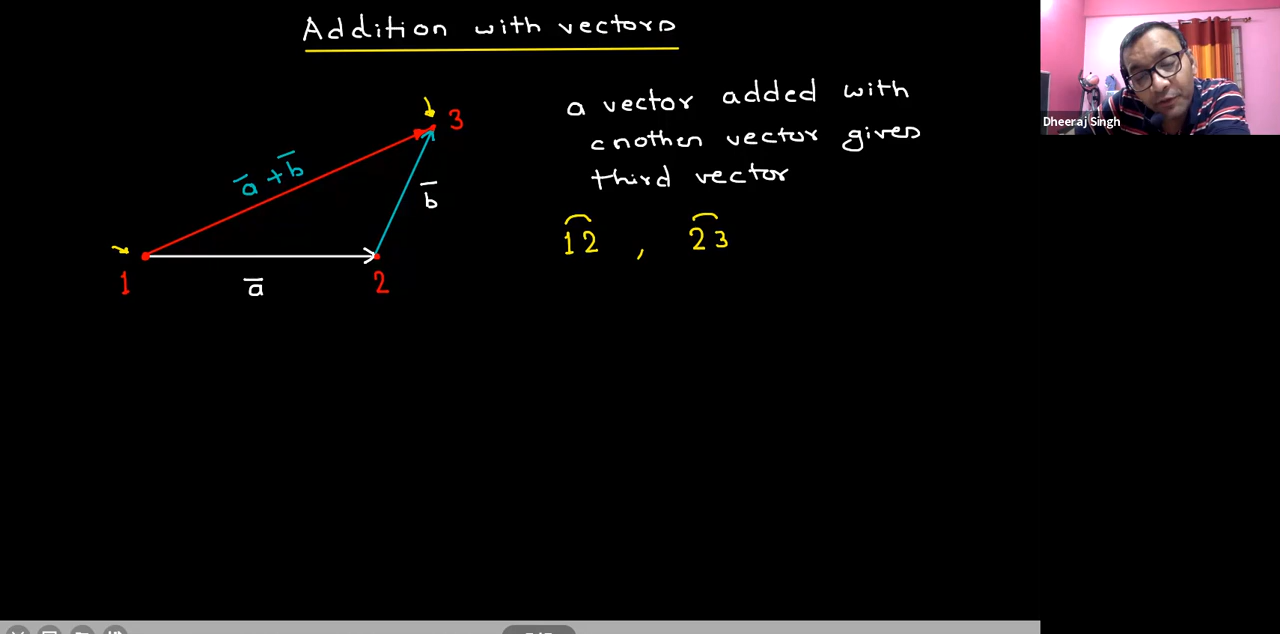 Addition with vectors
3
a̅ + b̅
b̅
1
2
a̅
a vector added with
another vector gives
third vector
12 , 23
Dheeraj Singh